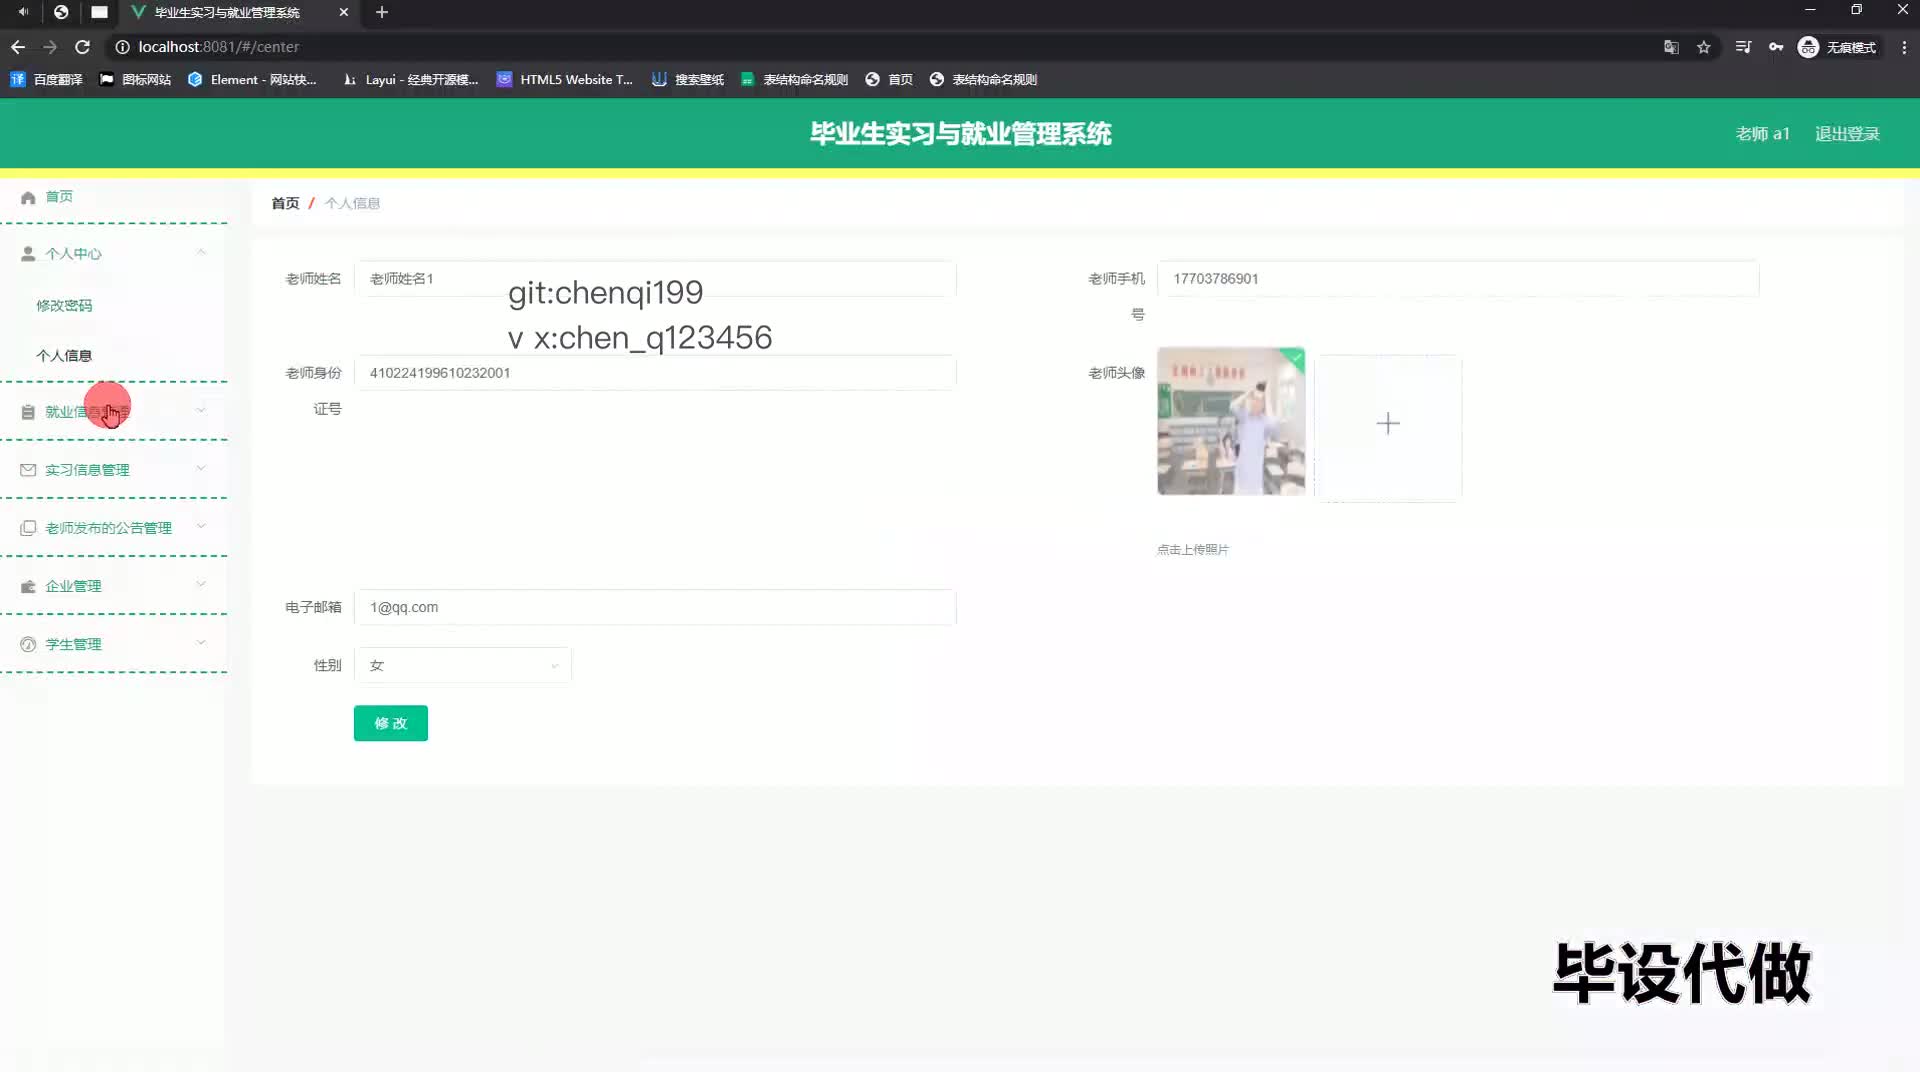 毕业生实习与就业管理系统
localhost:8081/#/center
无痕模式
百度翻译
图标网站
Element - 网站快...
Layui - 经典开源模...
HTML5 Website T...
搜索壁纸
表结构命名规则
首页
表结构命名规则
毕业生实习与就业管理系统
老师 a1
退出登录
首页
个人中心
修改密码
个人信息
就业信息管理
实习信息管理
老师发布的公告管理
企业管理
学生管理
首页 / 个人信息
老师姓名
老师姓名1
老师手机
号
17703786901
git:chenqi199
v x:chen_q123456
老师身份
证号
410224199610232001
老师头像
点击上传照片
电子邮箱
1@qq.com
性别
女
修 改
毕设代做